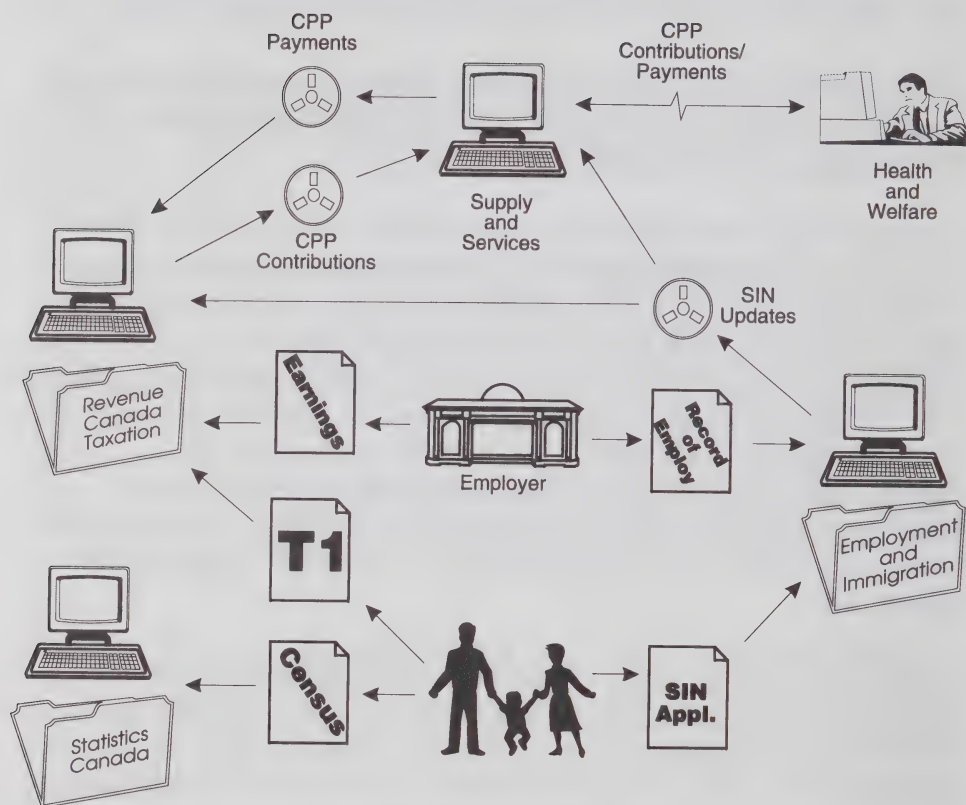 CPP
Payments
CPP
Contributions/
Payments
Health
and
Welfare
Supply
and
Services
CPP
Contributions
SIN
Updates
Revenue
Canada
Taxation
Earnings
Employer
Record
of
Employ
Employment
and
Immigration
T1
Statistics
Canada
Census
SIN
Appl.